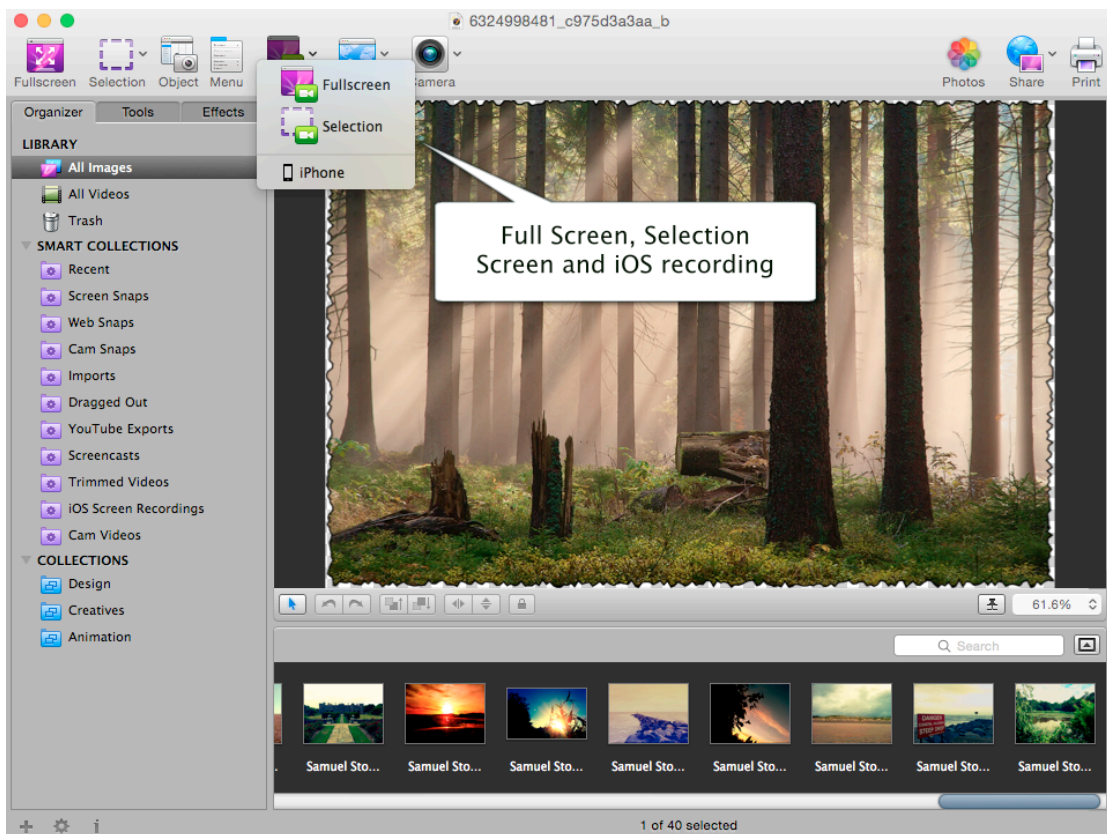 6324998481_c975d3a3aa_b
Fullscreen
Selection
Object
Menu
Camera
Photos
Share
Print
Fullscreen
Selection
iPhone
Organizer
Tools
Effects
LIBRARY
All Images
All Videos
Trash
SMART COLLECTIONS
Recent
Screen Snaps
Web Snaps
Cam Snaps
Imports
Dragged Out
YouTube Exports
Screencasts
Trimmed Videos
iOS Screen Recordings
Cam Videos
COLLECTIONS
Design
Creatives
Animation
Full Screen, Selection
Screen and iOS recording
61.6%
Search
DANGER
STEEP DROP
Samuel Sto...
Samuel Sto...
Samuel Sto...
Samuel Sto...
Samuel Sto...
Samuel Sto...
Samuel Sto...
Samuel Sto...
1 of 40 selected